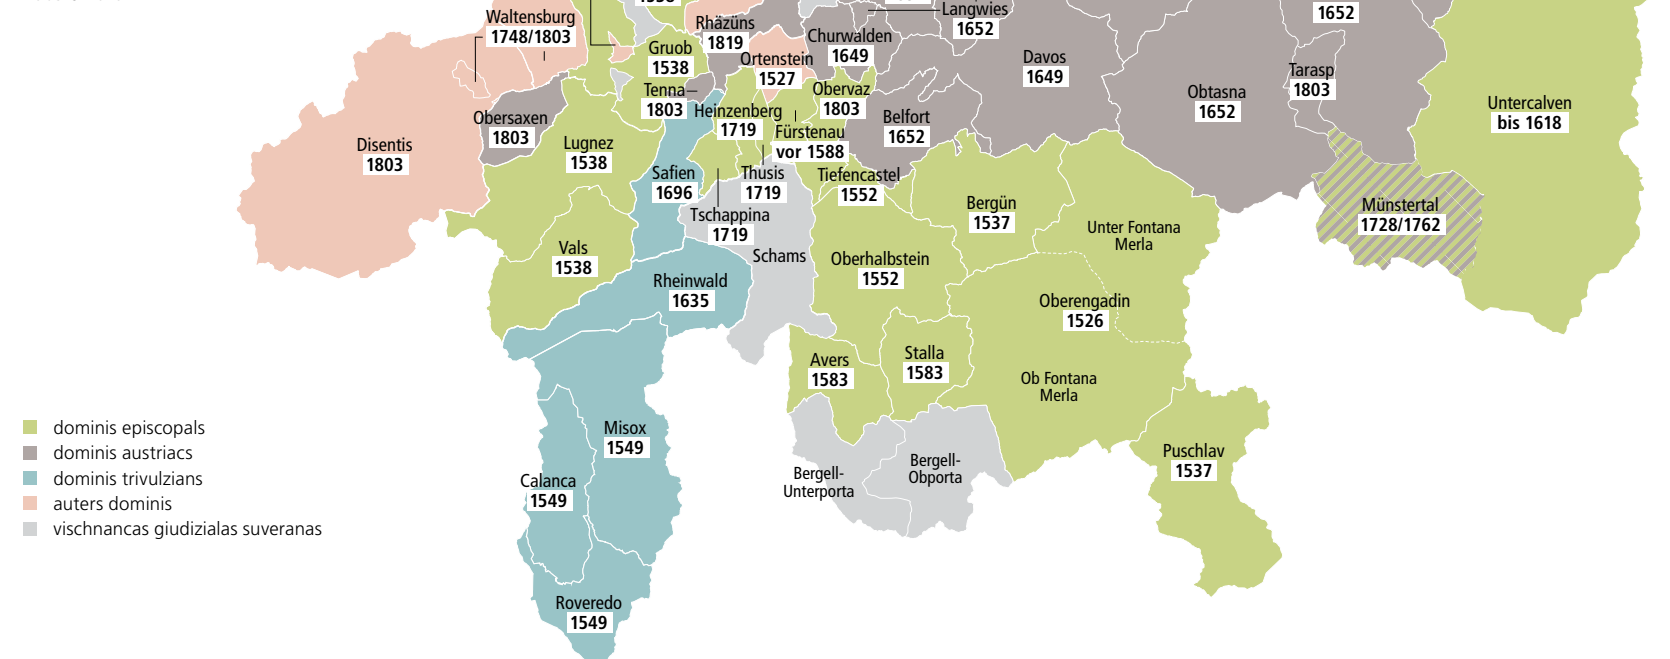 Waltensburg
1748/1803
Rhäzüns
1819
Langwies
1652
1652
Churwalden
1649
Gruob
1538
Ortenstein
1527
Davos
1649
Tarasp
1803
Obtasna
1652
Untercalven
bis 1618
Tenna
1803
Obervaz
1803
Heinzenberg
1719
Belfort
1652
Obersaxen
1803
Fürstenau
vor 1588
Disentis
1803
Lugnez
1538
Safien
1696
Thusis
1719
Tiefencastel
1552
Bergün
1537
Münstertal
1728/1762
Tschappina
1719
Unter Fontana
Merla
Vals
1538
Schams
Oberhalbstein
1552
Rheinwald
1635
Oberengadin
1526
Avers
1583
Stalla
1583
Ob Fontana
Merla
Misox
1549
Puschlav
1537
Bergell-
Unterporta
Bergell-
Obporta
Calanca
1549
Roveredo
1549
dominis episcopals
dominis austriacs
dominis trivulzians
auters dominis
vischnancas giudizialas suveranas